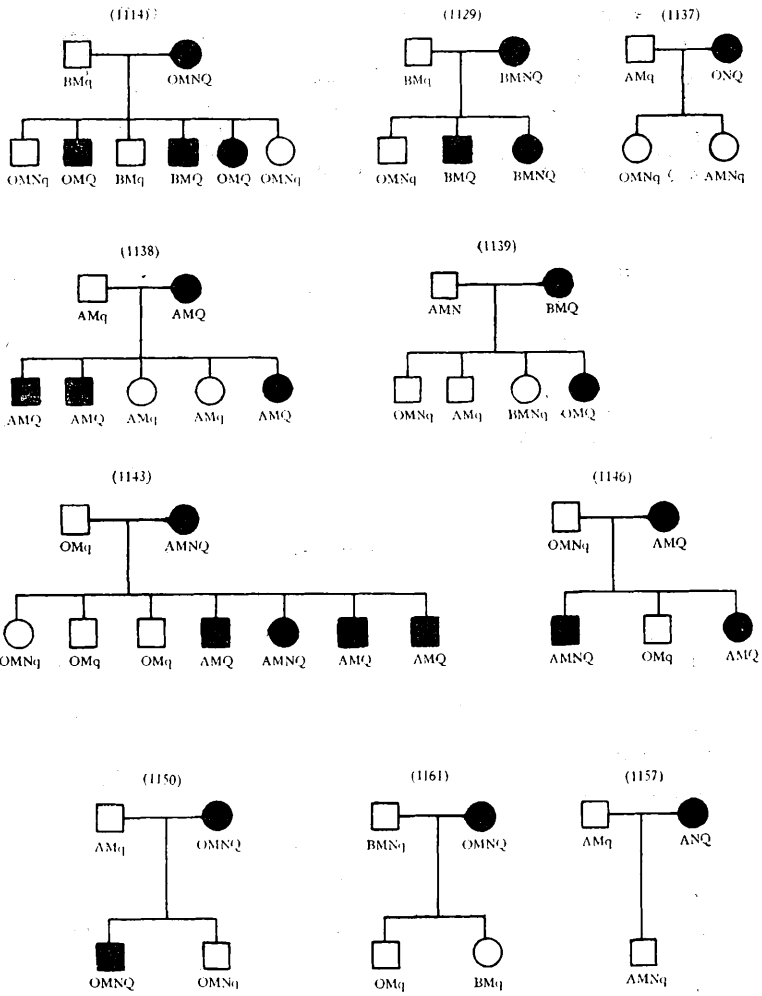 (1114) (1129) (1137)
BMq OMNQ BMq BMNQ AMq ONQ
OMNq OMQ BMq BMQ OMQ OMNq OMNq BMQ BMNQ OMNq AMNq
(1138) (1139)
AMq AMQ AMN BMQ
AMQ AMQ AMq AMq AMQ OMNq AMq BMNq OMQ
(1143) (1146)
OMq AMNQ OMNq AMQ
OMNq OMq OMq AMQ AMNQ AMQ AMQ AMNQ OMq AMQ
(1150) (1161) (1157)
AMq OMNQ BMNq OMNQ AMq ANQ
OMNQ OMNq OMq BMq AMNq